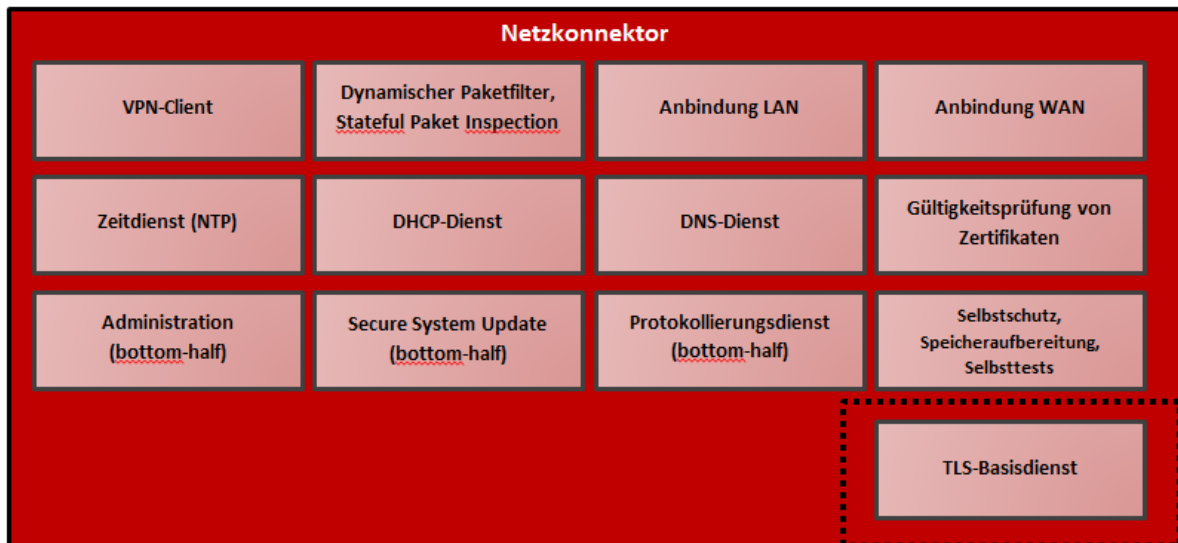 Netzkonnektor
VPN-Client
Dynamischer Paketfilter,
Stateful Paket Inspection
Anbindung LAN
Anbindung WAN
Zeitdienst (NTP)
DHCP-Dienst
DNS-Dienst
Gültigkeitsprüfung von
Zertifikaten
Administration
(bottom-half)
Secure System Update
(bottom-half)
Protokollierungsdienst
(bottom-half)
Selbstschutz,
Speicheraufbereitung,
Selbsttests
TLS-Basisdienst